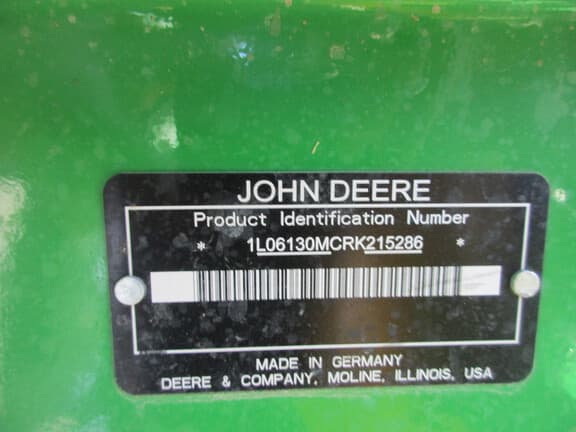 JOHN DEERE
Product Identification Number
* 1L06130MCRK215286 *
MADE IN GERMANY
DEERE & COMPANY, MOLINE, ILLINOIS, USA